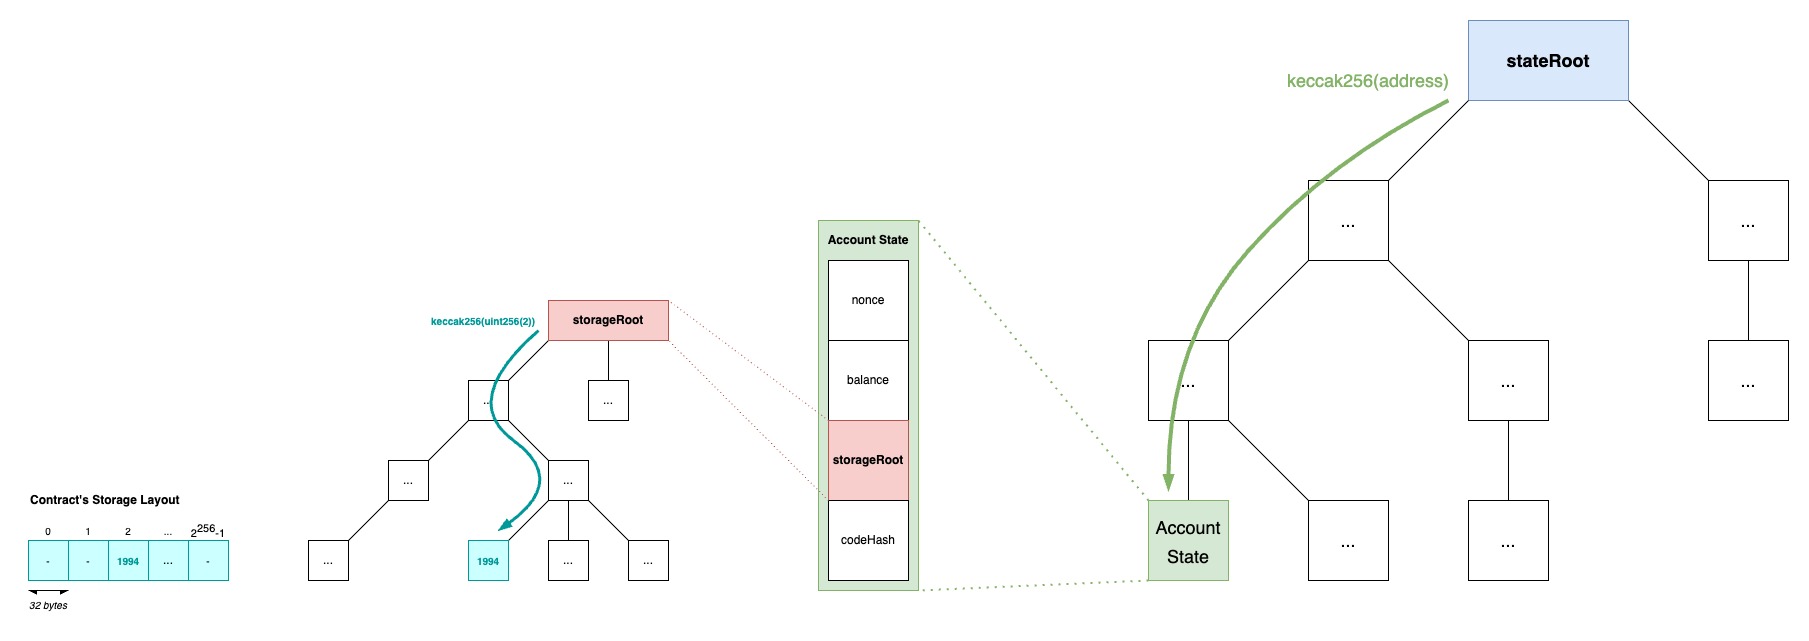 stateRoot
keccak256(address)
...
...
Account State
nonce
balance
storageRoot
codeHash
storageRoot
keccak256(uint256(2))
...
...
...
...
...
...
...
...
...
...
1994
...
...
Account
State
...
...
Contract's Storage Layout
0 1 2 ... 2^256-1
- - 1994 ... -
32 bytes